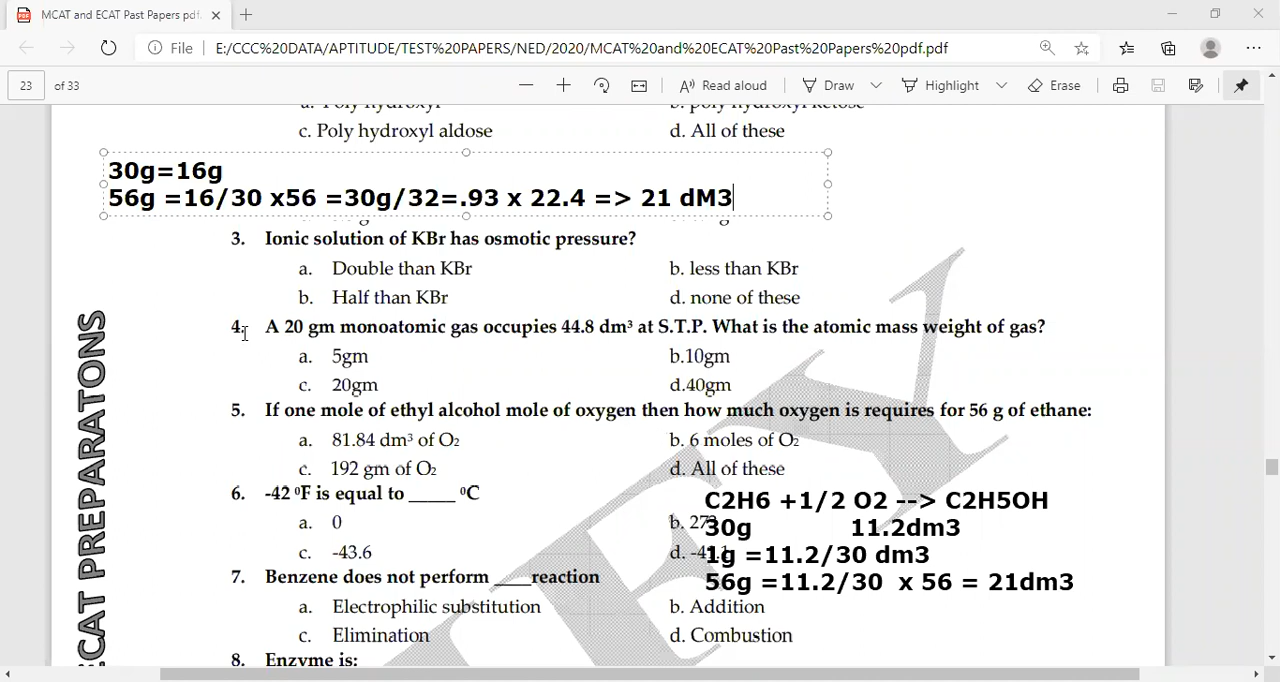 MCAT and ECAT Past Papers pdf.
File E:/CCC%20DATA/APTITUDE/TEST%20PAPERS/NED/2020/MCAT%20and%20ECAT%20Past%20Papers%20pdf.pdf
23 of 33 Read aloud Draw Highlight Erase
a. Poly hydroxyl b. poly hydroxyl ketose
c. Poly hydroxyl aldose d. All of these
30g=16g
56g =16/30 x56 =30g/32=.93 x 22.4 => 21 dM3
3. Ionic solution of KBr has osmotic pressure?
a. Double than KBr b. less than KBr
b. Half than KBr d. none of these
4. A 20 gm monoatomic gas occupies 44.8 dm³ at S.T.P. What is the atomic mass weight of gas?
a. 5gm b.10gm
c. 20gm d.40gm
5. If one mole of ethyl alcohol mole of oxygen then how much oxygen is requires for 56 g of ethane:
a. 81.84 dm³ of O₂ b. 6 moles of O₂
c. 192 gm of O₂ d. All of these
6. -42 ⁰F is equal to _____ ⁰C
C2H6 +1/2 O2 --> C2H5OH
a. 0 b. 273
30g 11.2dm3
c. -43.6 d. -41.1
1g =11.2/30 dm3
7. Benzene does not perform ____reaction
56g =11.2/30 x 56 = 21dm3
a. Electrophilic substitution b. Addition
c. Elimination d. Combustion
8. Enzyme is:
CAT PREPARATONS